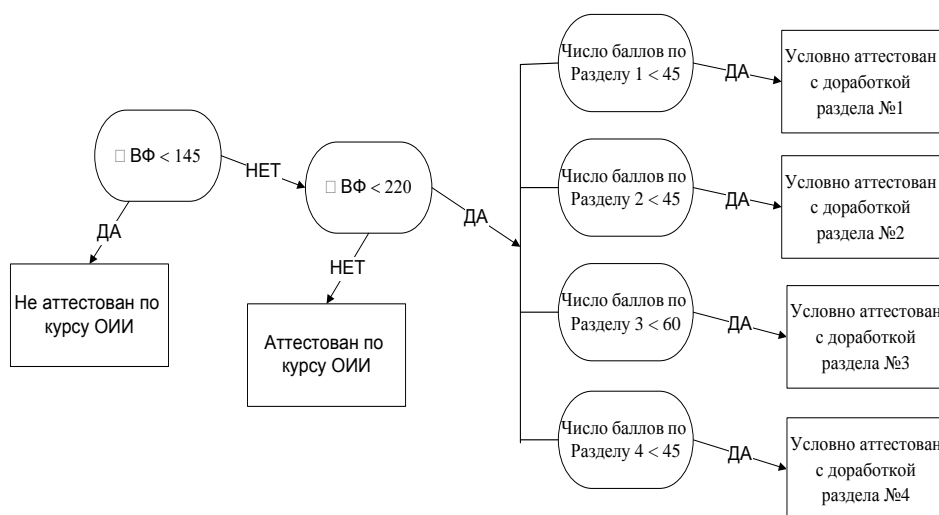 □ ВФ < 145
ДА
НЕТ
Не аттестован по
курсу ОИИ
□ ВФ < 220
НЕТ
ДА
Аттестован по
курсу ОИИ
Число баллов по
Разделу 1 < 45
ДА
Условно аттестован
с доработкой
раздела №1
Число баллов по
Разделу 2 < 45
ДА
Условно аттестован
с доработкой
раздела №2
Число баллов по
Разделу 3 < 60
ДА
Условно аттестован
с доработкой
раздела №3
Число баллов по
Разделу 4 < 45
ДА
Условно аттестован
с доработкой
раздела №4